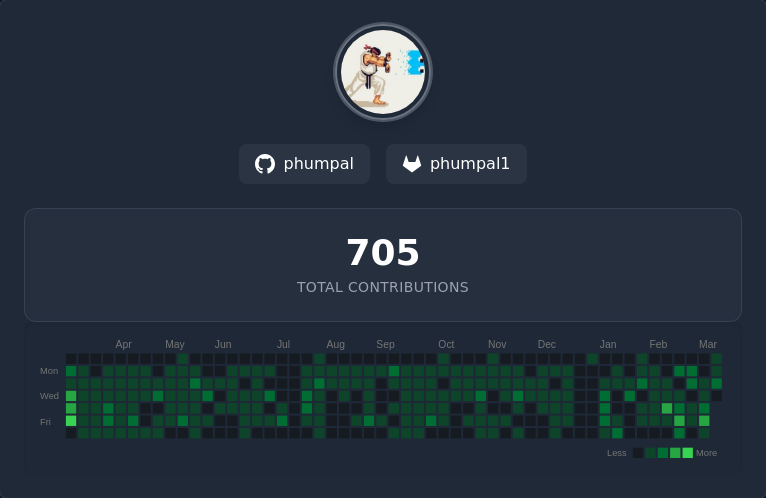 phumpal phumpal1
705
TOTAL CONTRIBUTIONS
Apr May Jun Jul Aug Sep Oct Nov Dec Jan Feb Mar
Mon
Wed
Fri
Less More